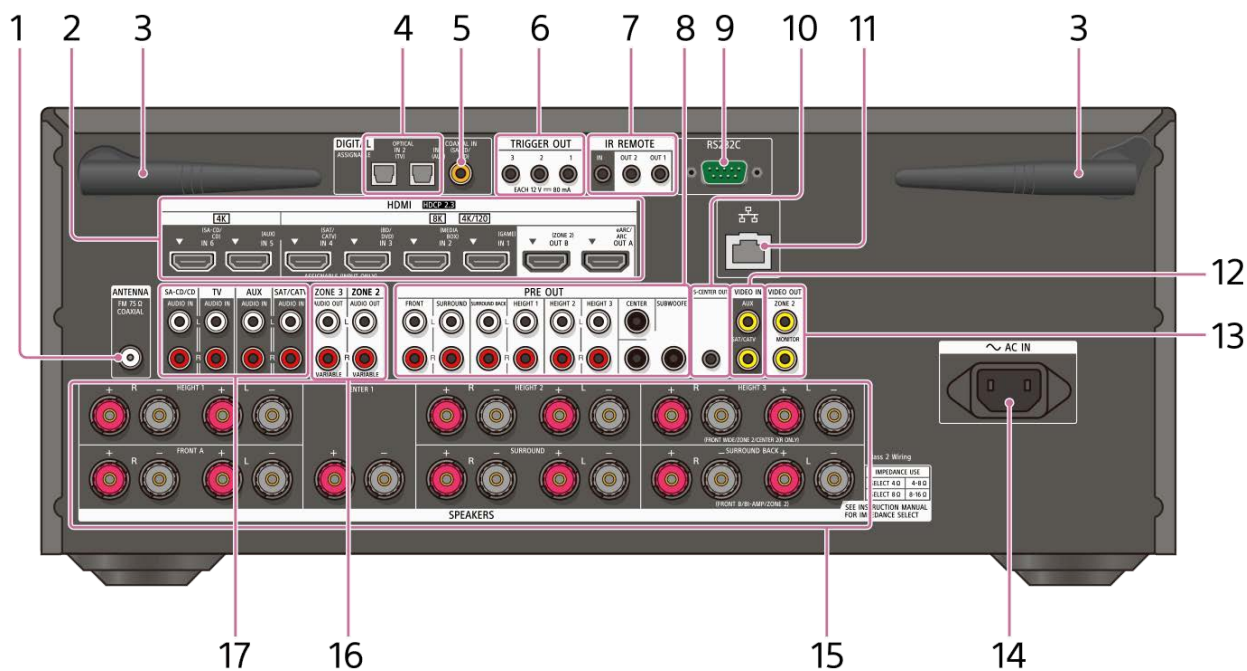 1 2 3 4 5 6 7 8 9 10 11 3
DIGITAL
ASSIGNABLE
OPTICAL
IN 2
(TV)
COAXIAL IN
TRIGGER OUT
3 2 1
EACH 12 V 80 mA
IR REMOTE
IN OUT 2 OUT 1
RS232C
HDMI HDCP 2.3
4K 8K 4K/120
(SA-CD/
CD)
IN 6
(AUX)
IN 5
(SAT/
CATV)
IN 4
(BD/
DVD)
IN 3
(MEDIA
BOX)
IN 2
(GAME)
IN 1
(ZONE 2)
OUT B
eARC/
ARC
OUT A
ASSIGNABLE (INPUT ONLY)
12
ANTENNA
FM 75 Ω
COAXIAL
SA-CD/CD TV AUX SAT/CATV
AUDIO IN AUDIO IN AUDIO IN AUDIO IN
L L
R R
ZONE 3 ZONE 2
AUDIO OUT AUDIO OUT
L
R
VARIABLE VARIABLE
PRE OUT
FRONT SURROUND SURROUND BACK HEIGHT 1 HEIGHT 2 HEIGHT 3 CENTER SUBWOOFER
L L L
R R R
S-CENTER OUT
VIDEO IN
AUX
SAT/CATV
VIDEO OUT
ZONE 2
MONITOR
13
~ AC IN
+ R − HEIGHT 1 + L −
CENTER 1
+ R − HEIGHT 2 + L −
+ R − HEIGHT 3 + L −
(FRONT WIDE/ZONE 2/CENTER 2(R ONLY)
+ R − FRONT A + L −
+ −
+ R − SURROUND + L −
+ R − SURROUND BACK + L −
(FRONT B/BI-AMP/ZONE 2)
SPEAKERS
Class 2 Wiring
IMPEDANCE USE
SELECT 4 Ω 4-8 Ω
SELECT 8 Ω 8-16 Ω
SEE INSTRUCTION MANUAL
FOR IMPEDANCE SELECT
17 16 15 14